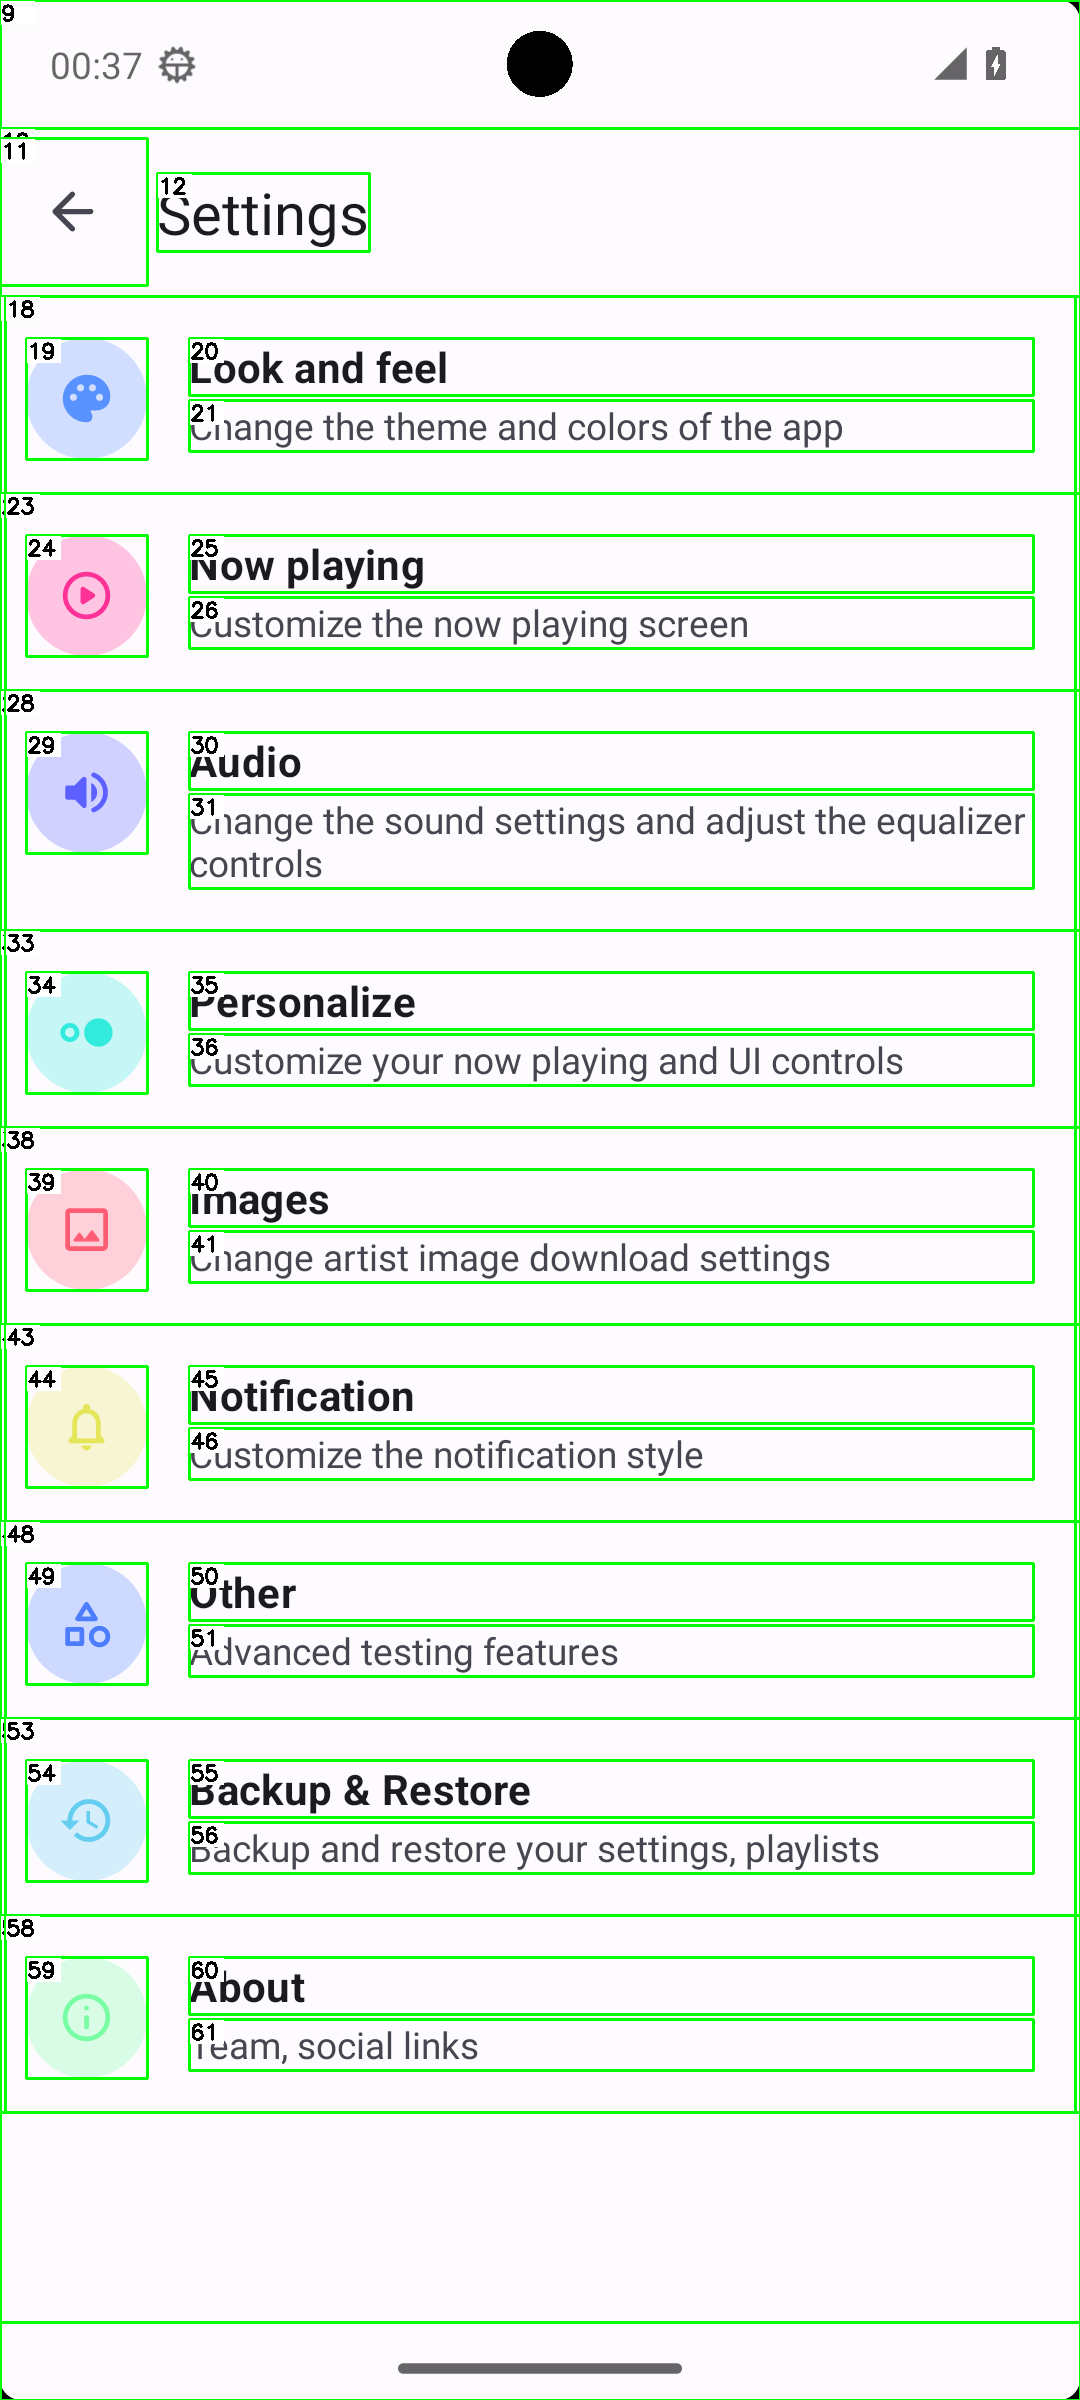 00:37
Settings
Look and feel
Change the theme and colors of the app
Now playing
Customize the now playing screen
Audio
Change the sound settings and adjust the equalizer
controls
Personalize
Customize your now playing and UI controls
Images
Change artist image download settings
Notification
Customize the notification style
Other
Advanced testing features
Backup & Restore
Backup and restore your settings, playlists
About
Team, social links
9
11
12
18
19
20
21
23
24
25
26
28
29
30
31
33
34
35
36
38
39
40
41
43
44
45
46
48
49
50
51
53
54
55
56
58
59
60
61